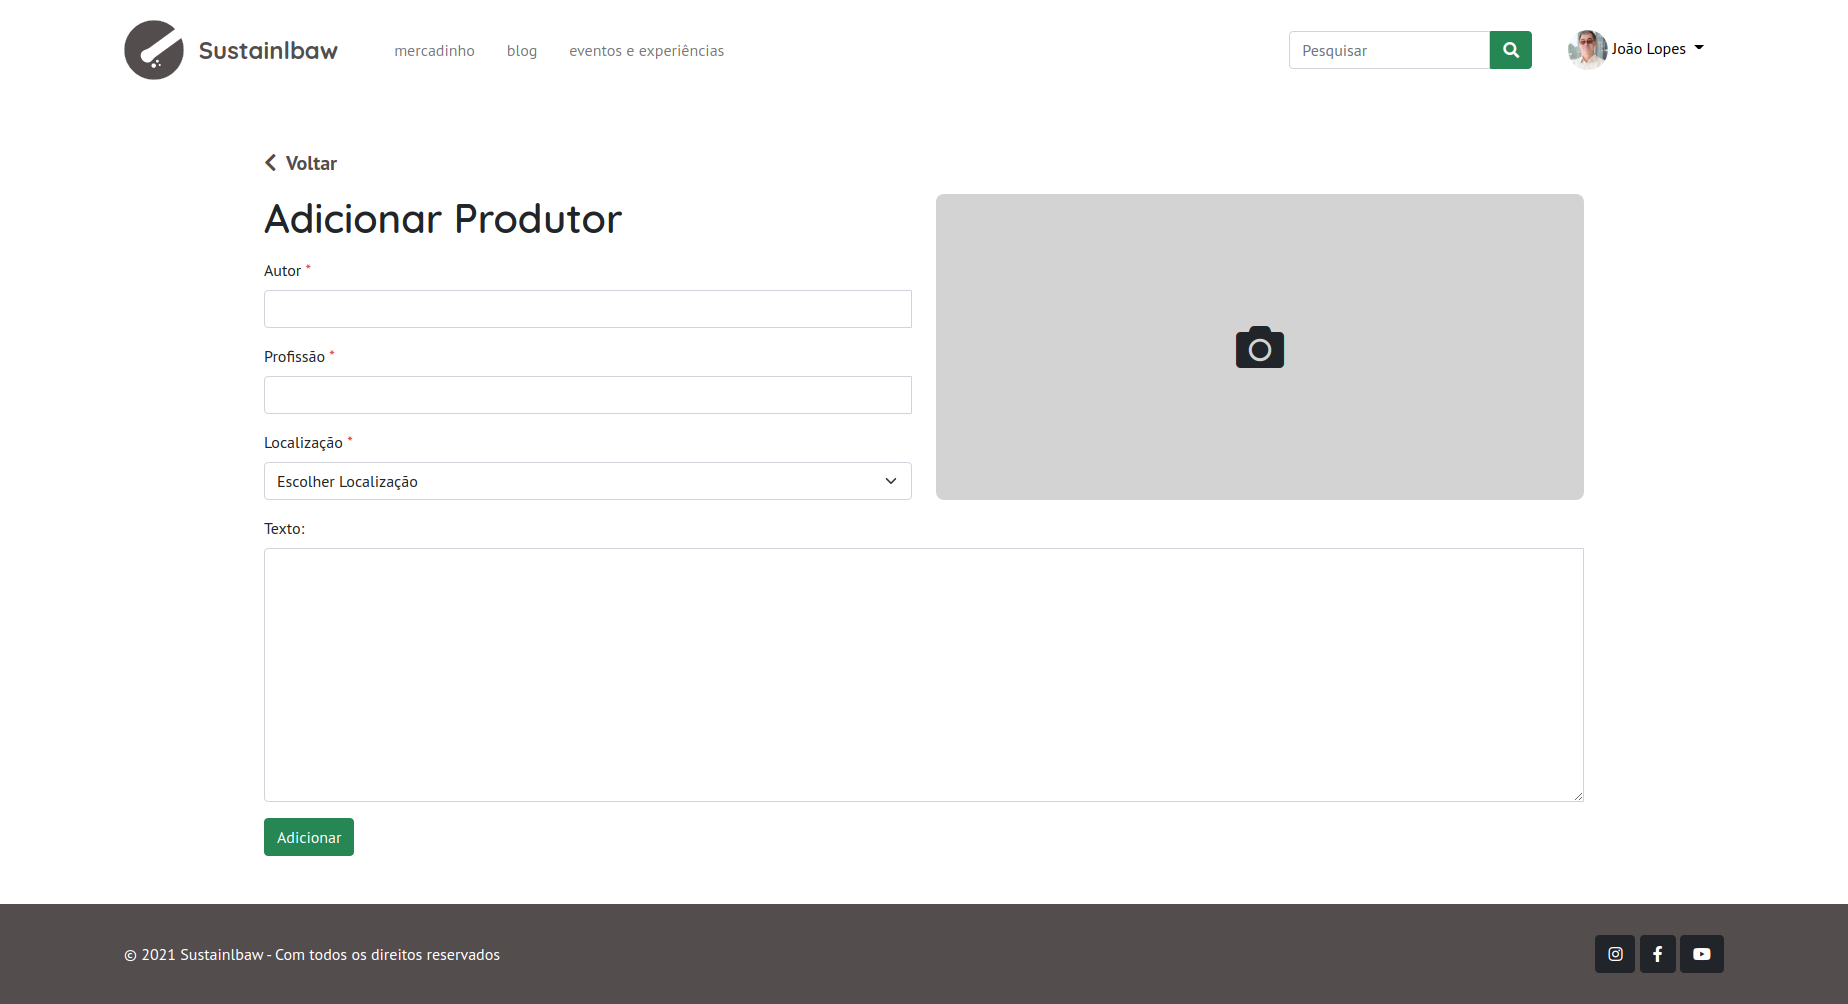 Sustainlbaw
mercadinho
blog
eventos e experiências
Pesquisar
João Lopes
Voltar
Adicionar Produtor
Autor *
Profissão *
Localização *
Escolher Localização
Texto:
Adicionar
© 2021 Sustainlbaw - Com todos os direitos reservados